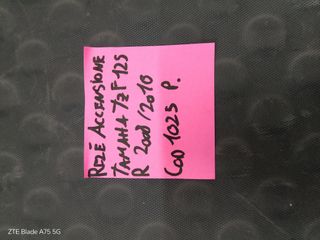 RELÈ ACCENSIONE
YAMAHA YZF 125
R 2008/2010
COD 1025 P.
ZTE Blade A75 5G